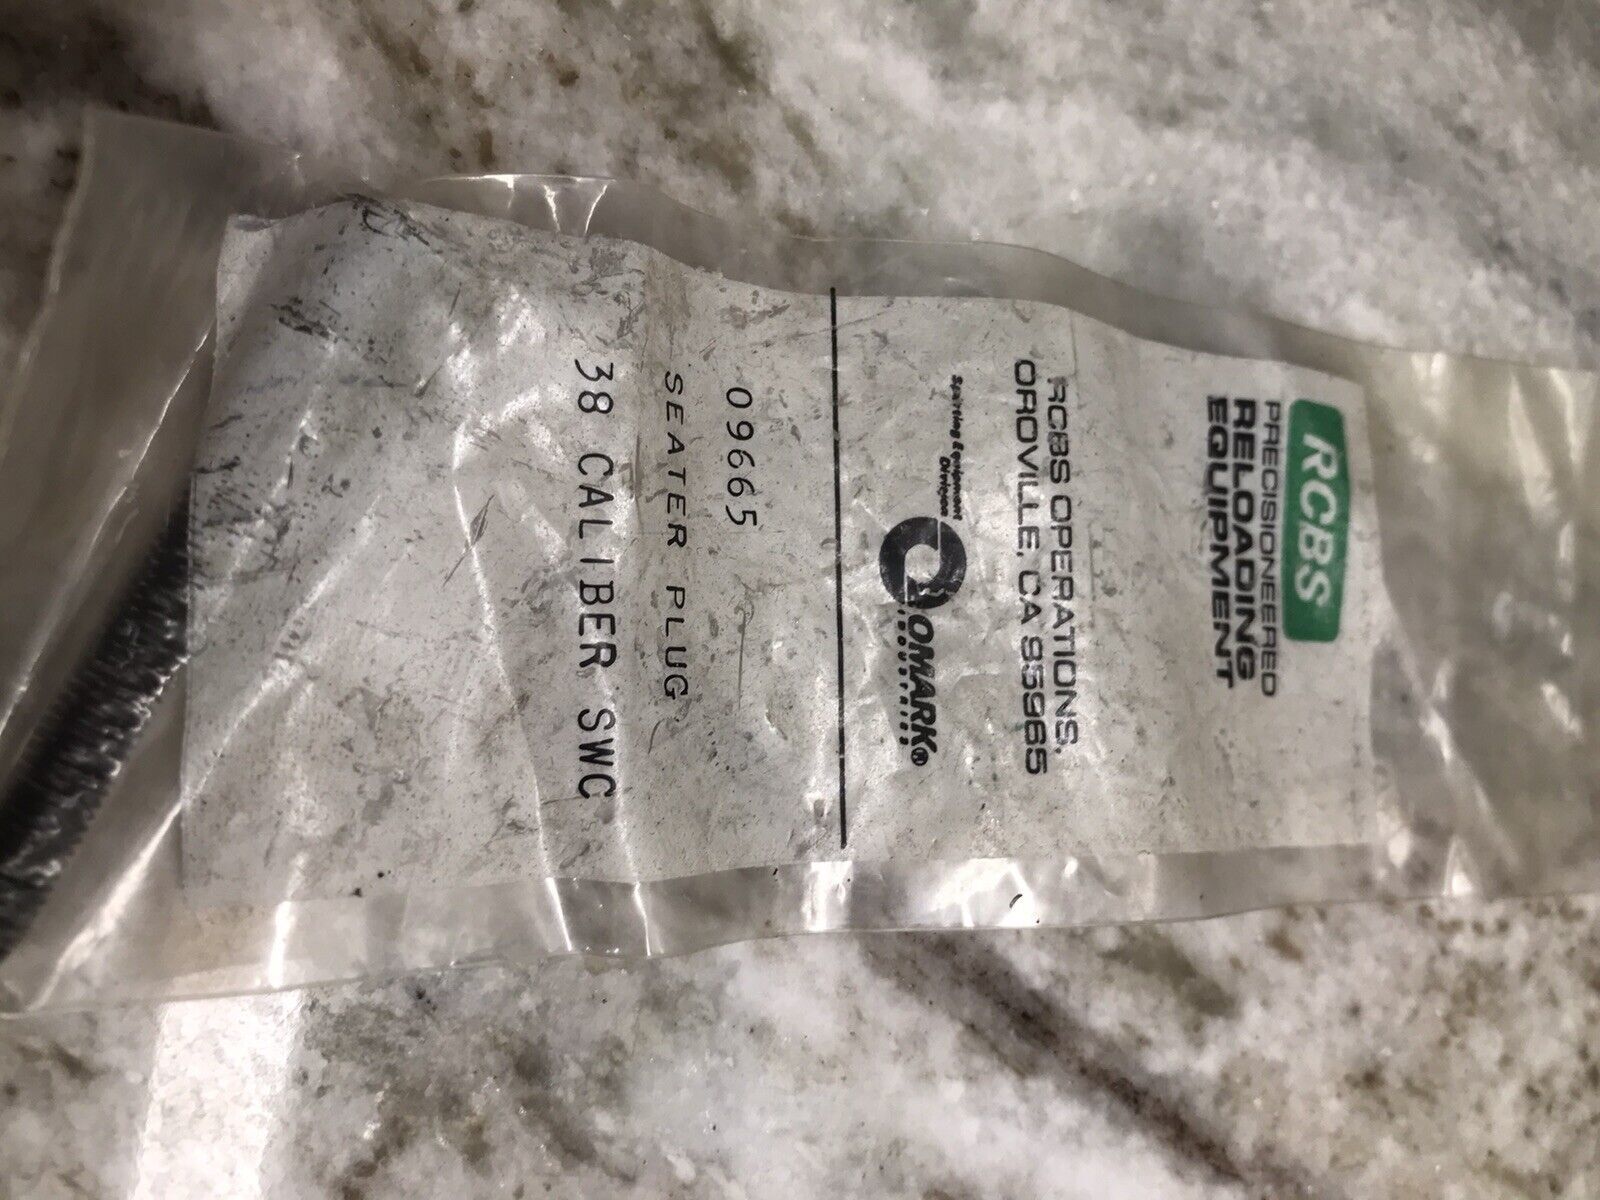 RCBS
PRECISIONEERED
RELOADING
EQUIPMENT
RCBS OPERATIONS,
OROVILLE, CA 95965
Sporting Equipment
Division
OMARK®
INDUSTRIES
09665
SEATER PLUG
38 CALIBER SWC